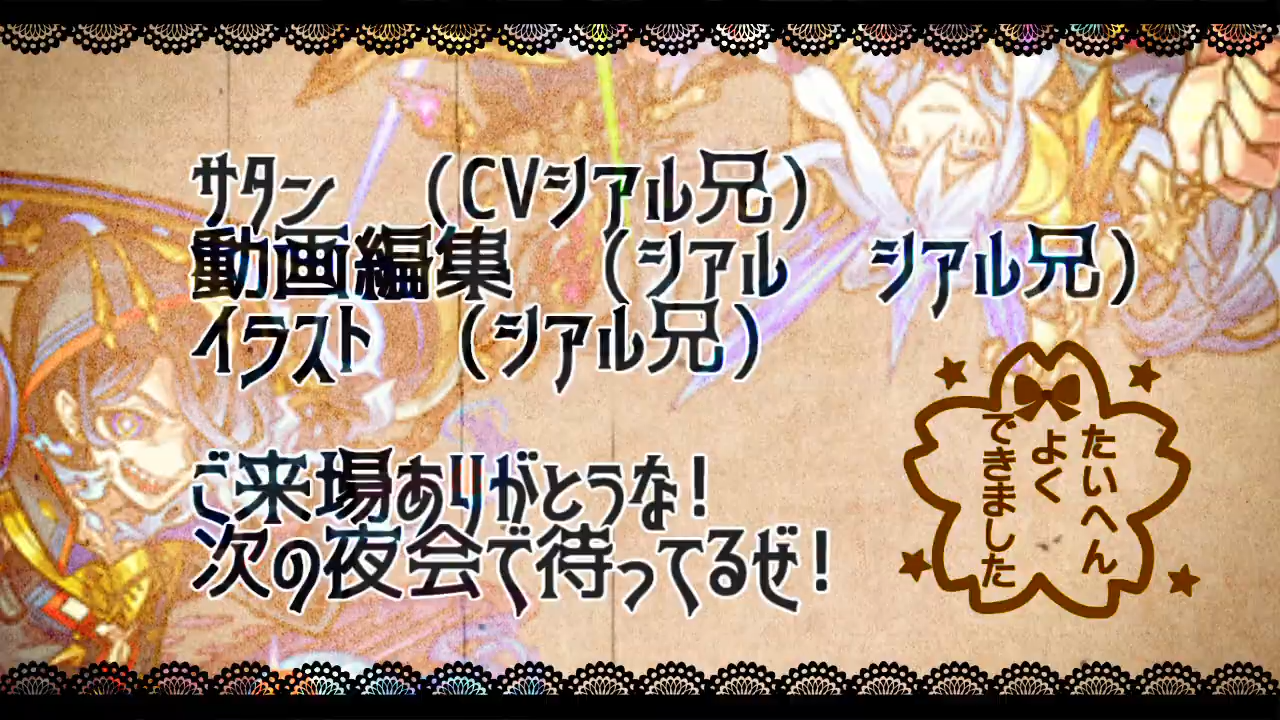 サタン　(CVシアル兄)
動画編集　(シアル　シアル兄)
イラスト　(シアル兄)
ご来場ありがとうな!
次の夜会で待ってるぜ!
たいへん
よく
できました